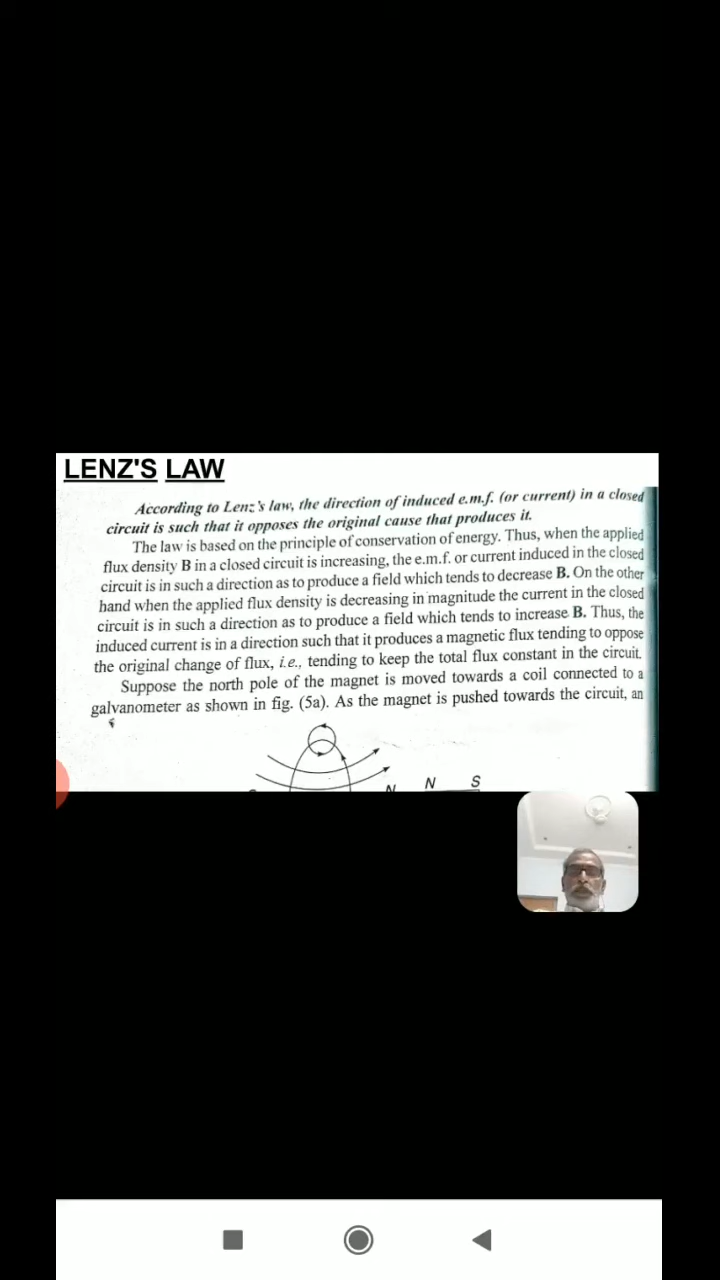 LENZ'S LAW
According to Lenz's law, the direction of induced e.m.f. (or current) in a closed
circuit is such that it opposes the original cause that produces it.
The law is based on the principle of conservation of energy. Thus, when the applied
flux density B in a closed circuit is increasing, the e.m.f. or current induced in the closed
circuit is in such a direction as to produce a field which tends to decrease B. On the other
hand when the applied flux density is decreasing in magnitude the current in the closed
circuit is in such a direction as to produce a field which tends to increase B. Thus, the
induced current is in a direction such that it produces a magnetic flux tending to oppose
the original change of flux, i.e., tending to keep the total flux constant in the circuit.
Suppose the north pole of the magnet is moved towards a coil connected to a
galvanometer as shown in fig. (5a). As the magnet is pushed towards the circuit, an
N N S